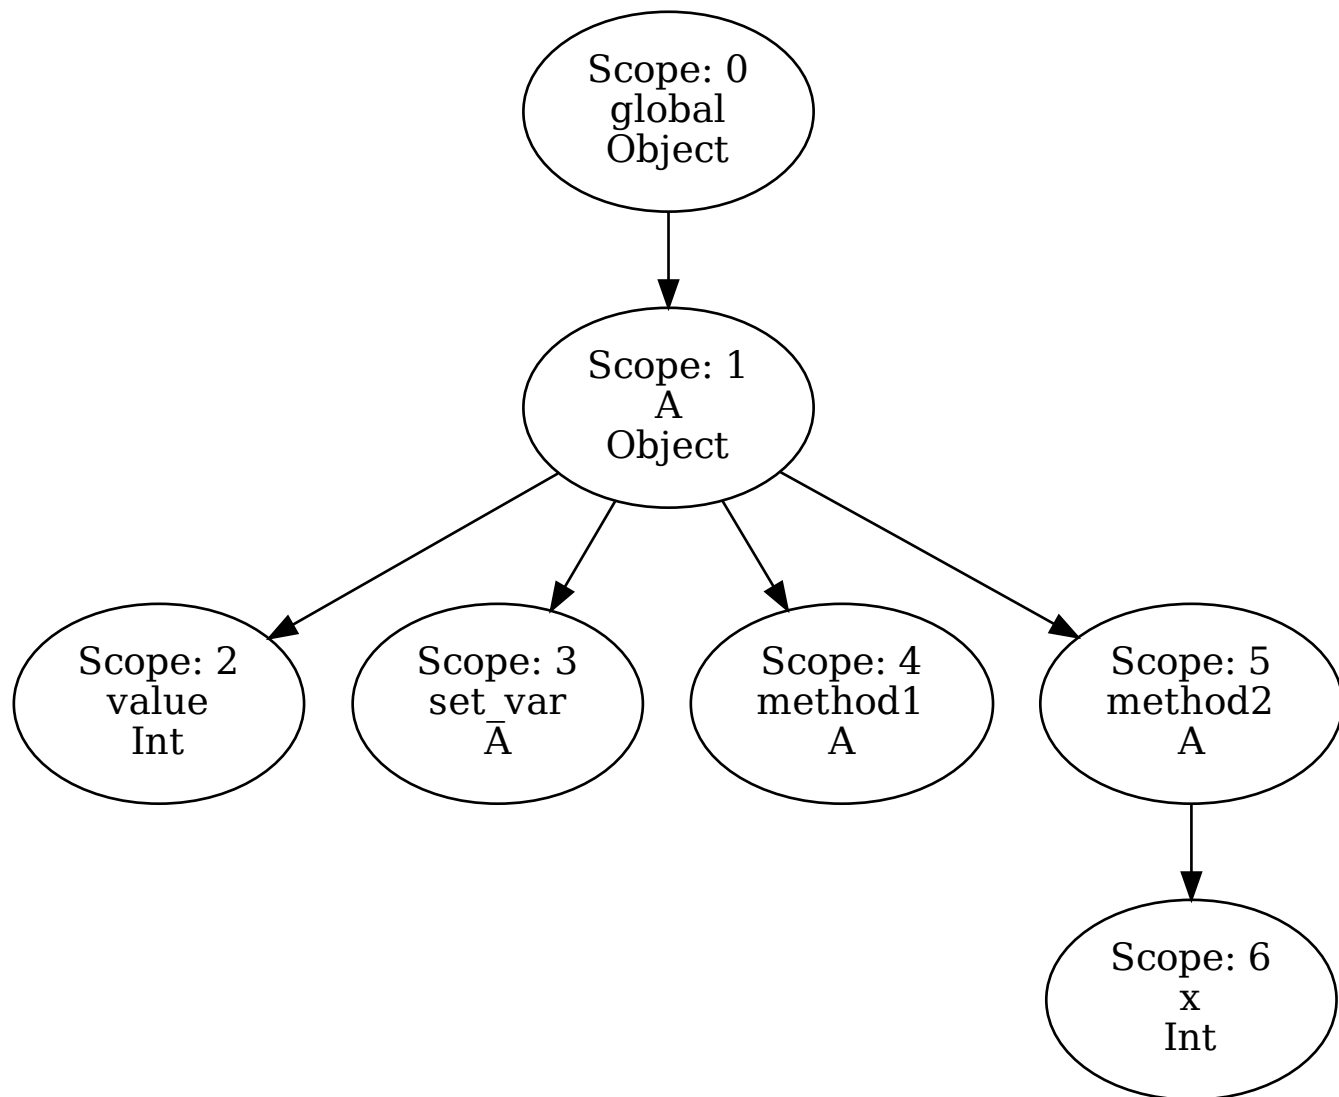 Scope: 0
global
Object
Scope: 1
A
Object
Scope: 2
value
Int
Scope: 3
set_var
A
Scope: 4
method1
A
Scope: 5
method2
A
Scope: 6
x
Int